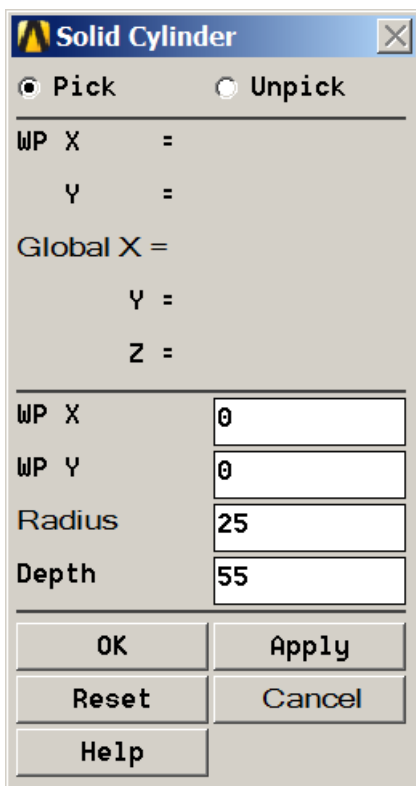 Solid Cylinder
Pick Unpick
WP X =
Y =
Global X =
Y =
Z =
WP X 0
WP Y 0
Radius 25
Depth 55
OK Apply
Reset Cancel
Help